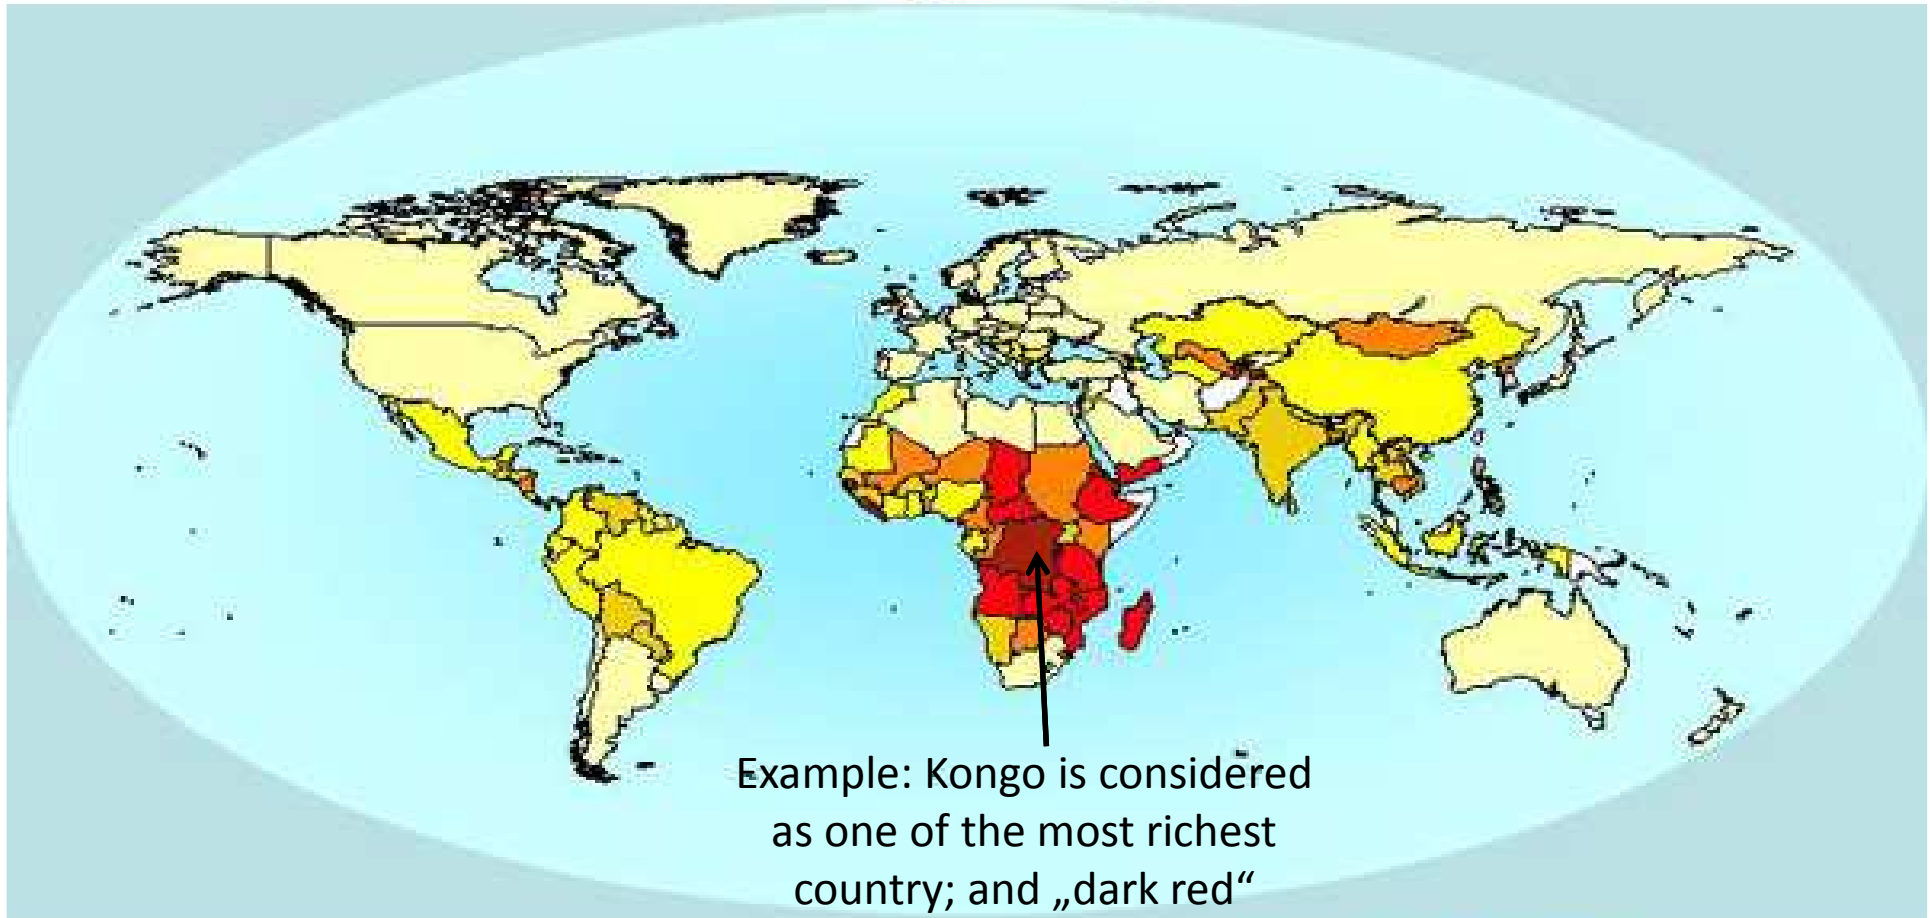 Example: Kongo is considered
as one of the most richest
country; and „dark red“